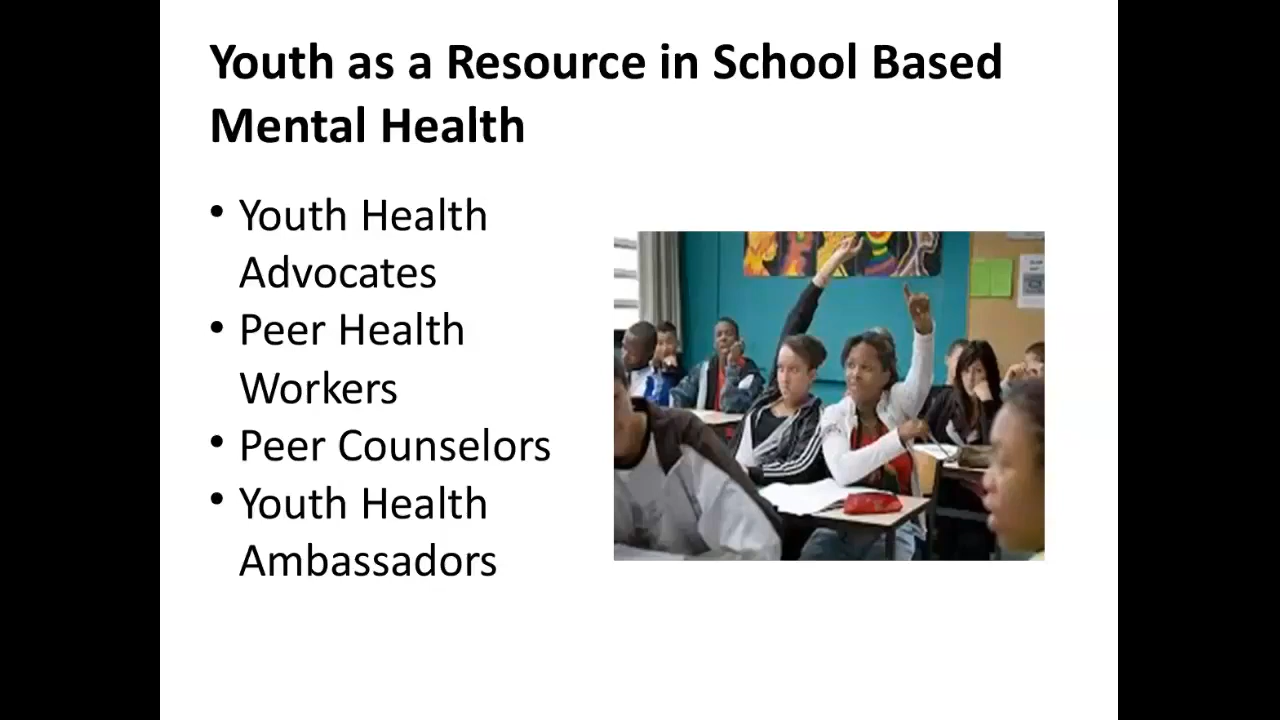 Youth as a Resource in School Based
Mental Health
• Youth Health
Advocates
• Peer Health
Workers
• Peer Counselors
• Youth Health
Ambassadors